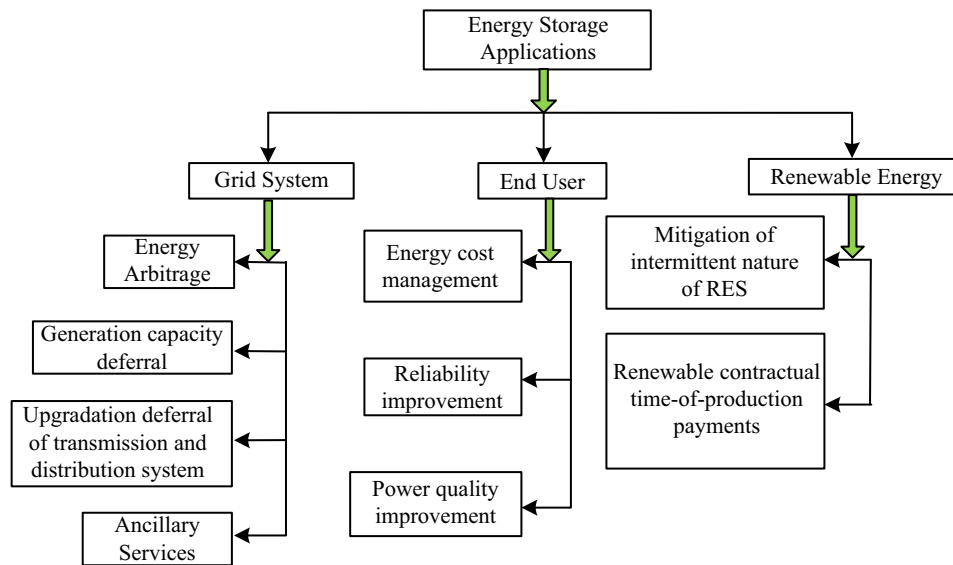 Energy Storage
Applications
Grid System
End User
Renewable Energy
Energy
Arbitrage
Generation capacity
deferral
Upgradation deferral
of transmission and
distribution system
Ancillary
Services
Energy cost
management
Reliability
improvement
Power quality
improvement
Mitigation of
intermittent nature
of RES
Renewable contractual
time-of-production
payments